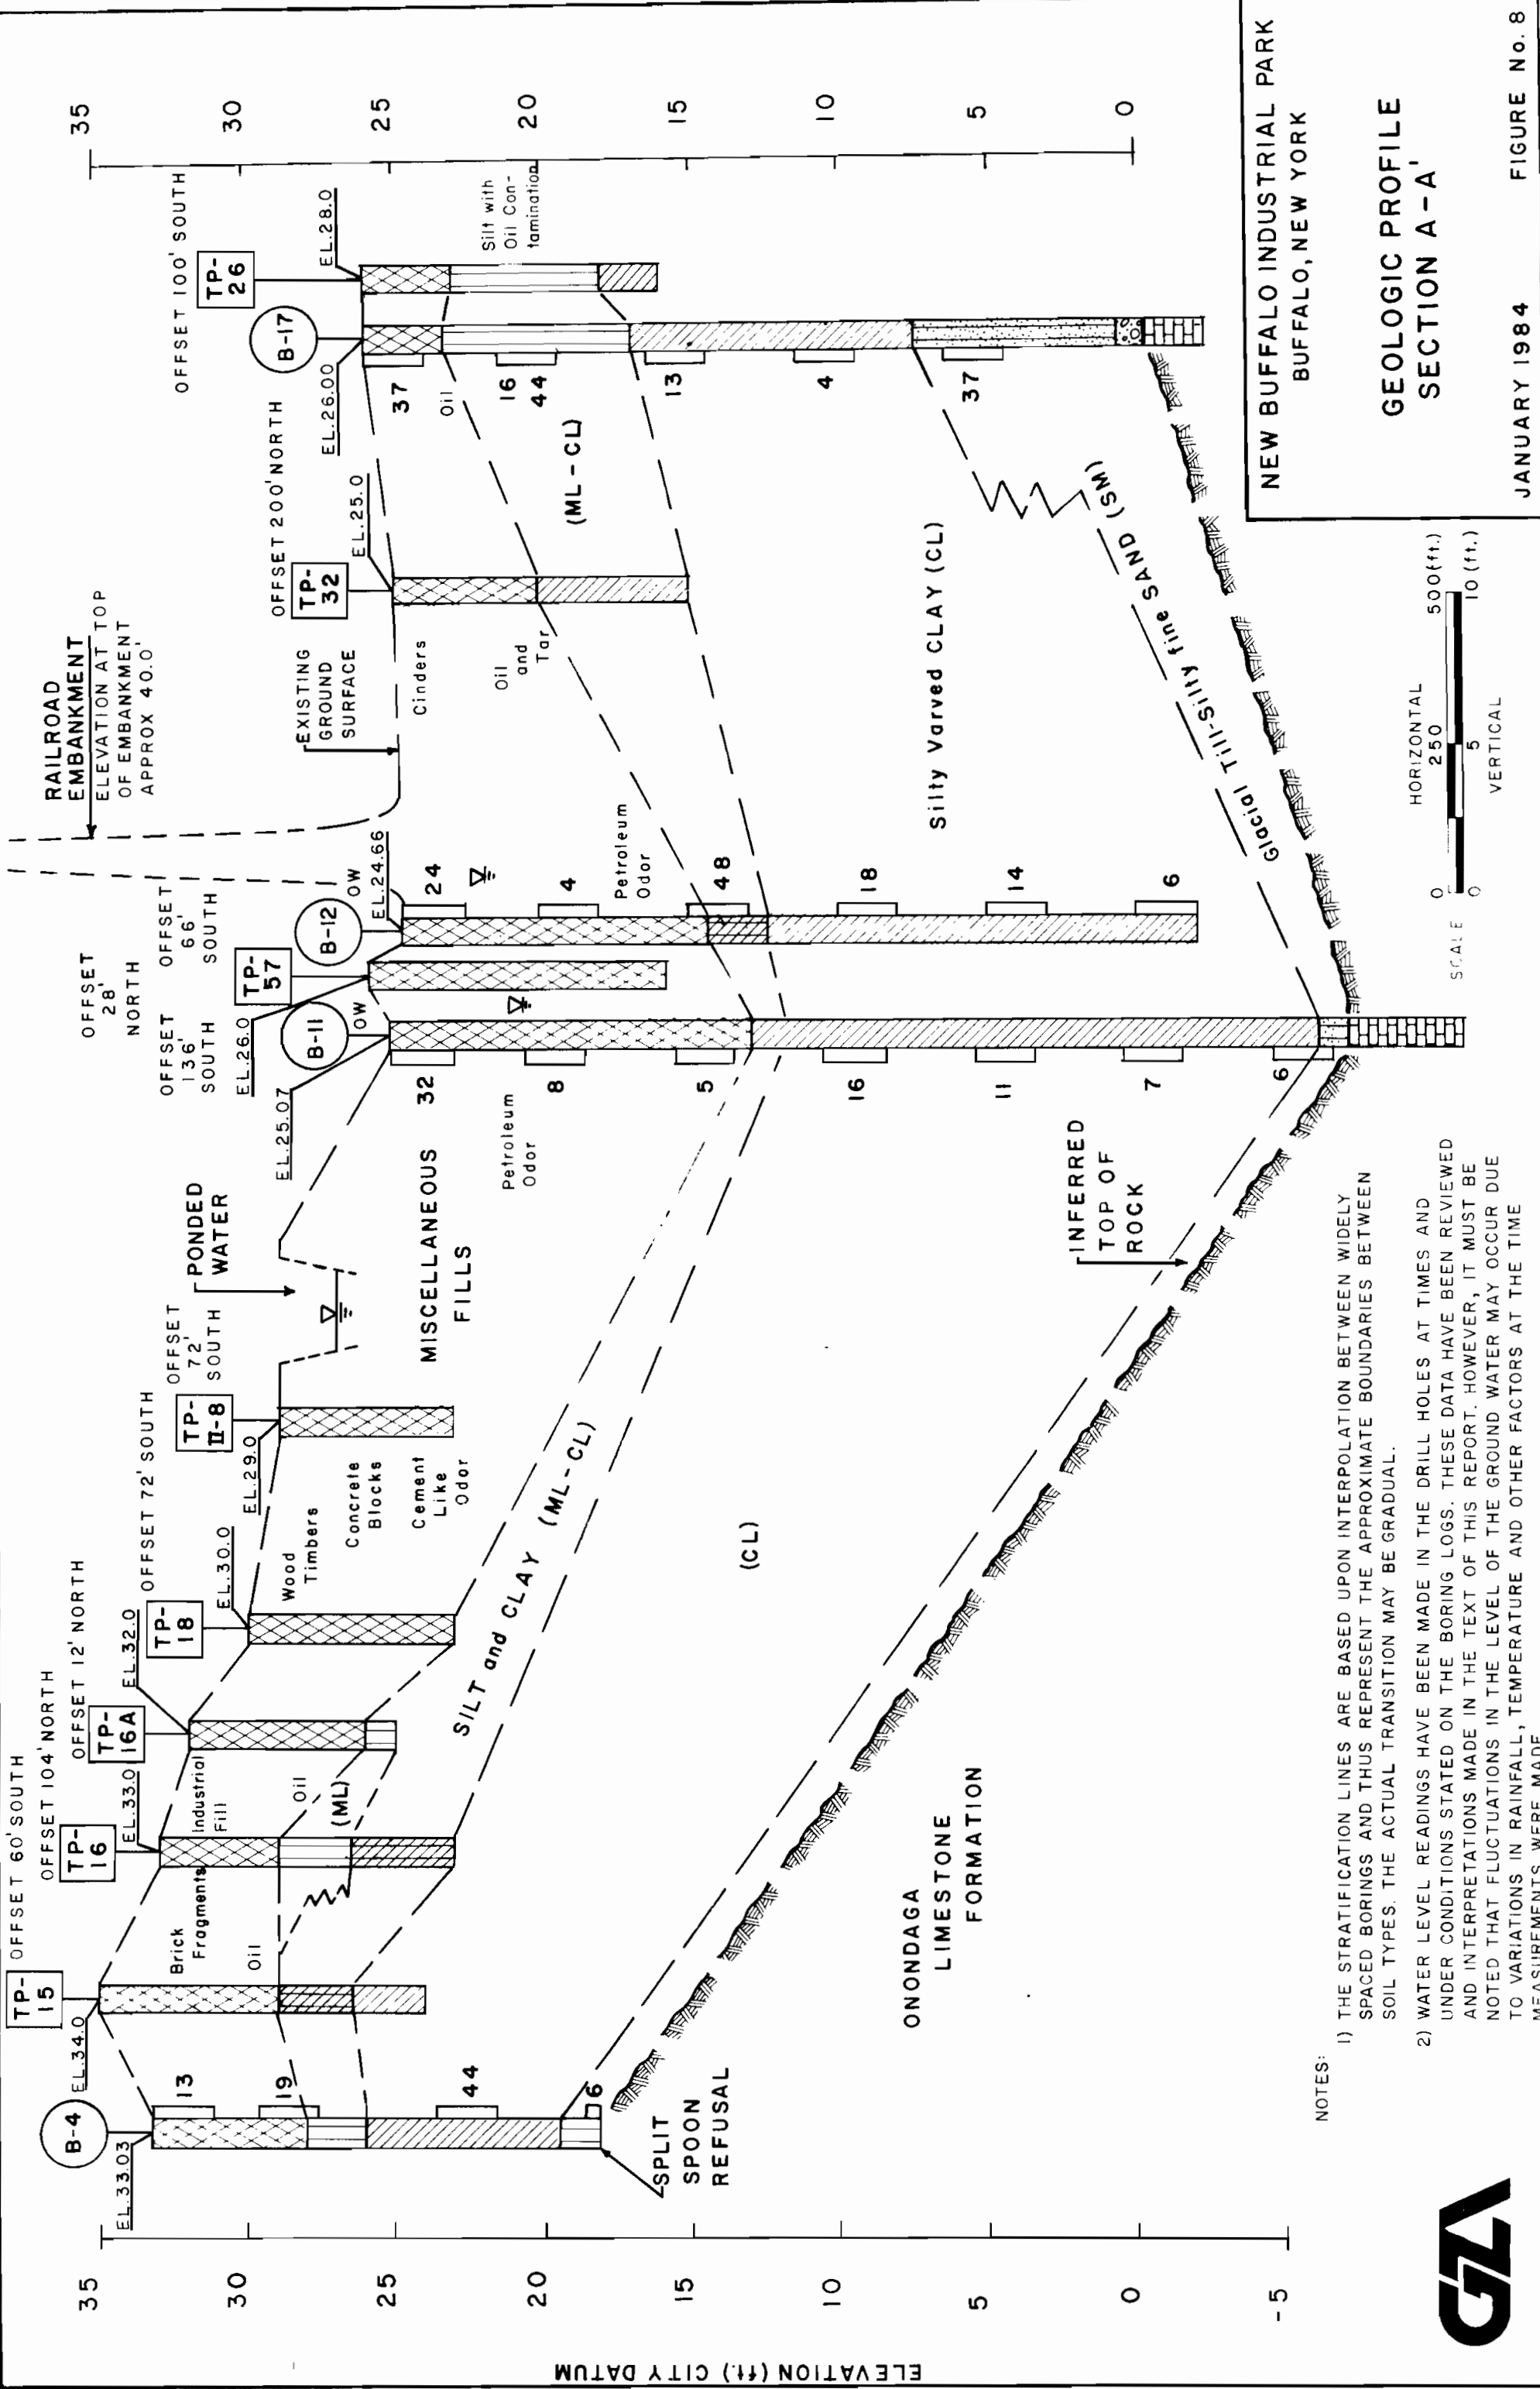 35
30
25
20
15
10
5
0
-5
ELEVATION (ft.) CITY DATUM
B-4
EL.33.03
13
19
44
6
SPLIT
SPOON
REFUSAL
OFFSET 60' SOUTH
TP-
15
EL.34.0
Brick
Fragments
Oil
OFFSET 104' NORTH
TP-
16
EL.33.0
Industrial
Fill
Oil
(ML)
OFFSET 12' NORTH
TP-
16A
EL.32.0
OFFSET 72' SOUTH
TP-
18
EL.30.0
Wood
Timbers
Concrete
Blocks
Cement
Like
Odor
SILT and CLAY (ML-CL)
OFFSET
72'
SOUTH
TP-
II-8
EL.29.0
PONDED
WATER
MISCELLANEOUS
FILLS
(CL)
ONONDAGA
LIMESTONE
FORMATION
INFERRED
TOP OF
ROCK
OFFSET
136'
SOUTH
B-11
OW
EL.25.07
32
8
5
16
11
7
6
Petroleum
Odor
OFFSET
28'
NORTH
TP-
57
EL.26.0
OFFSET
66'
SOUTH
B-12
OW
EL.24.66
24
4
48
18
14
6
Petroleum
Odor
RAILROAD
EMBANKMENT
ELEVATION AT TOP
OF EMBANKMENT
APPROX 40.0'
EXISTING
GROUND
SURFACE
Cinders
Oil
and
Tar
OFFSET 200' NORTH
TP-
32
EL.25.0
(ML-CL)
Silty Varved CLAY (CL)
Glacial Till-Silty fine SAND (SM)
B-17
EL.26.00
37
Oil
16
44
13
4
37
OFFSET 100' SOUTH
TP-
26
EL.28.0
Silt with
Oil Con-
tamination
35
30
25
20
15
10
5
0
HORIZONTAL
0 250 500(ft.)
SCALE
0 5 10 (ft.)
VERTICAL
NOTES:
1) THE STRATIFICATION LINES ARE BASED UPON INTERPOLATION BETWEEN WIDELY
SPACED BORINGS AND THUS REPRESENT THE APPROXIMATE BOUNDARIES BETWEEN
SOIL TYPES. THE ACTUAL TRANSITION MAY BE GRADUAL.
2) WATER LEVEL READINGS HAVE BEEN MADE IN THE DRILL HOLES AT TIMES AND
UNDER CONDITIONS STATED ON THE BORING LOGS. THESE DATA HAVE BEEN REVIEWED
AND INTERPRETATIONS MADE IN THE TEXT OF THIS REPORT. HOWEVER, IT MUST BE
NOTED THAT FLUCTUATIONS IN THE LEVEL OF THE GROUND WATER MAY OCCUR DUE
TO VARIATIONS IN RAINFALL, TEMPERATURE AND OTHER FACTORS AT THE TIME
MEASUREMENTS WERE MADE
GZA
NEW BUFFALO INDUSTRIAL PARK
BUFFALO, NEW YORK
GEOLOGIC PROFILE
SECTION A-A'
JANUARY 1984 FIGURE No. 8